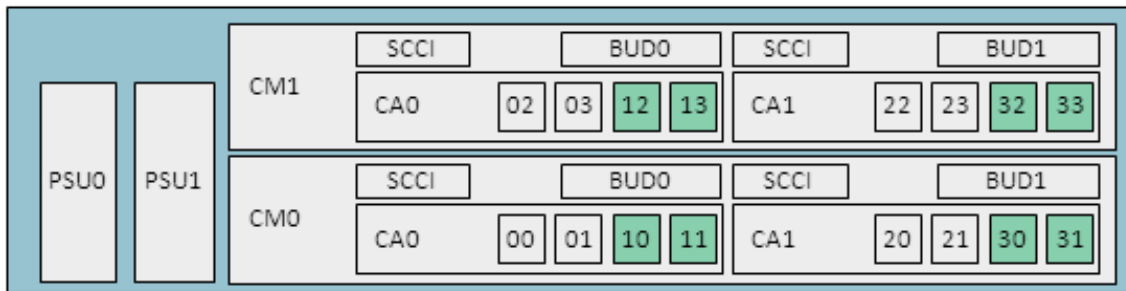 SCCI BUD0 SCCI BUD1
CM1
CA0 02 03 12 13 CA1 22 23 32 33
PSU0 PSU1
SCCI BUD0 SCCI BUD1
CM0
CA0 00 01 10 11 CA1 20 21 30 31